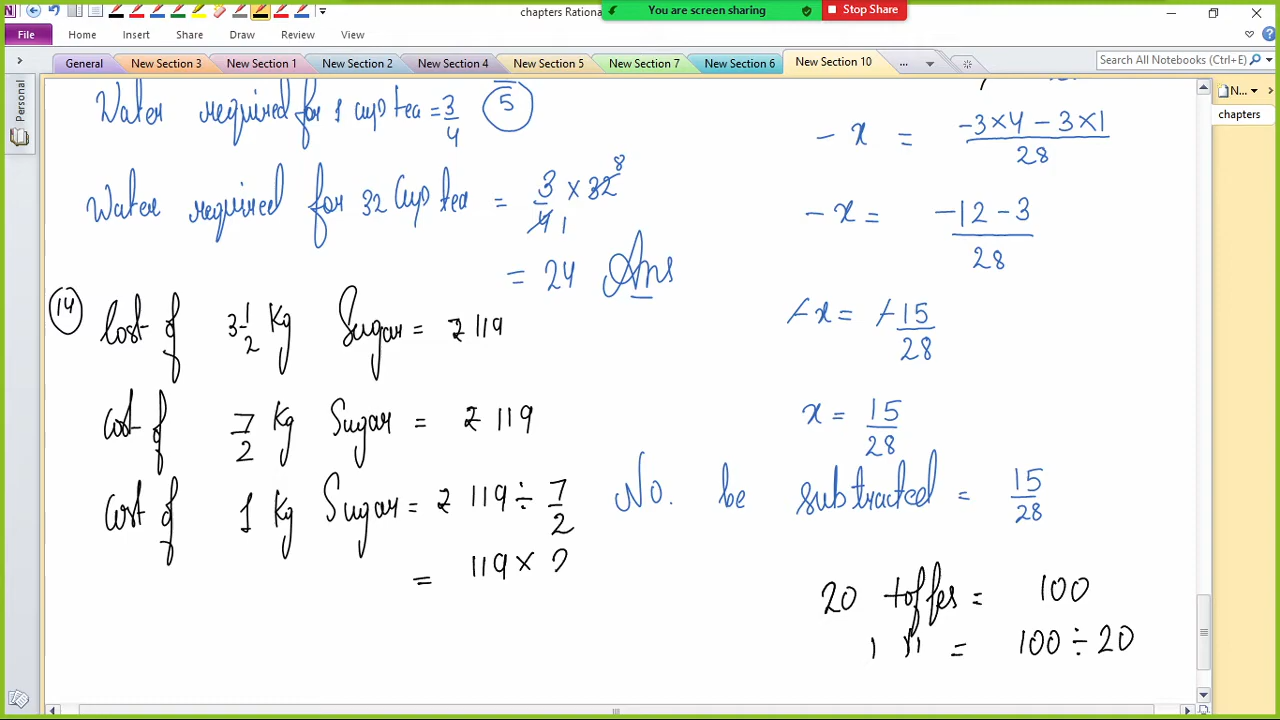 chapters Rationa
You are screen sharing
Stop Share
File
Home
Insert
Share
Draw
Review
View
General
New Section 3
New Section 1
New Section 2
New Section 4
New Section 5
New Section 7
New Section 6
New Section 10
...
Search All Notebooks (Ctrl+E)
Personal
N...
chapters
Water required for 1 cup tea = 3/4 5
Water required for 32 Cup tea = 3/4 × 32 8
1
= 24 Ans
14 Cost of 3 1/2 Kg Sugar = ₹ 119
cost of 7/2 Kg Sugar = ₹ 119
cost of 1 Kg Sugar = ₹ 119 ÷ 7/2
= 119 × 2
- x = -3×4 - 3×1 / 28
- x = -12 - 3 / 28
- x = - 15/28
x = 15/28
No. be subtracted = 15/28
20 toffes = 100
1 " = 100 ÷ 20